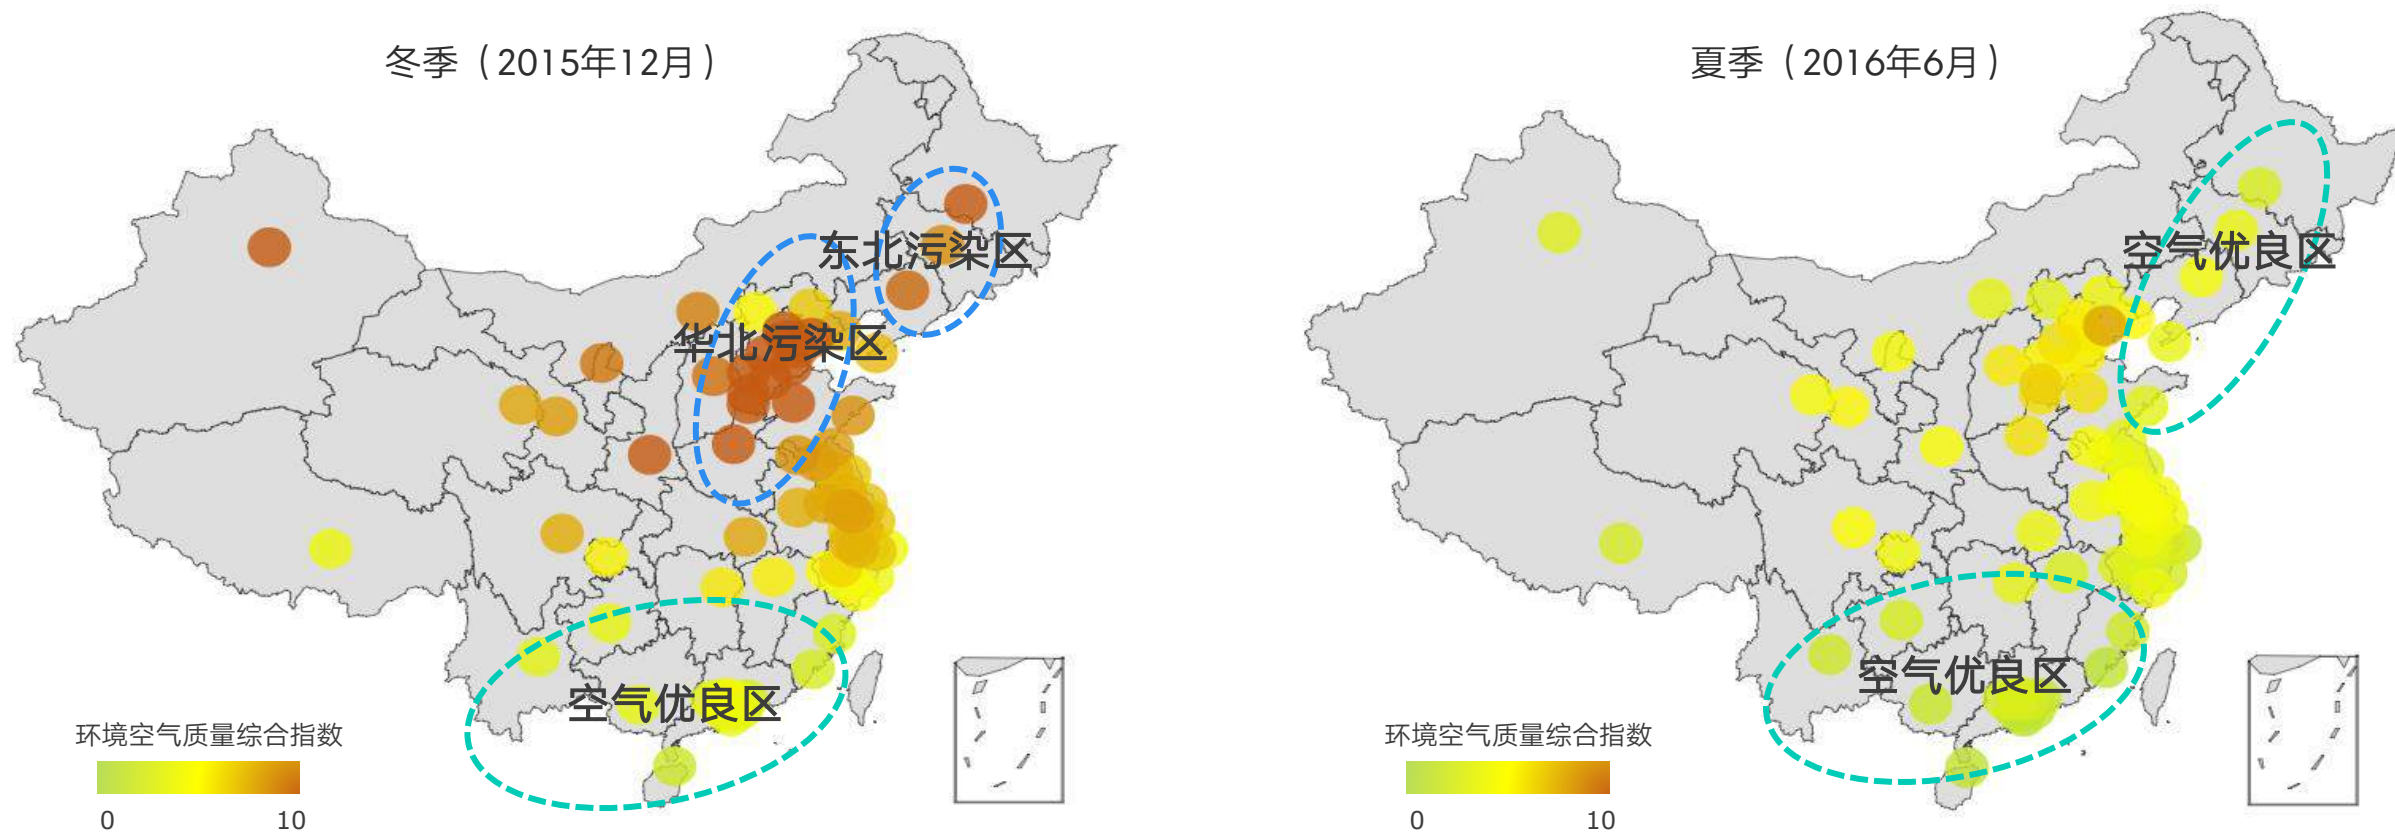 冬季（2015年12月）
东北污染区
华北污染区
空气优良区
环境空气质量综合指数
0 10
夏季（2016年6月）
空气优良区
空气优良区
环境空气质量综合指数
0 10